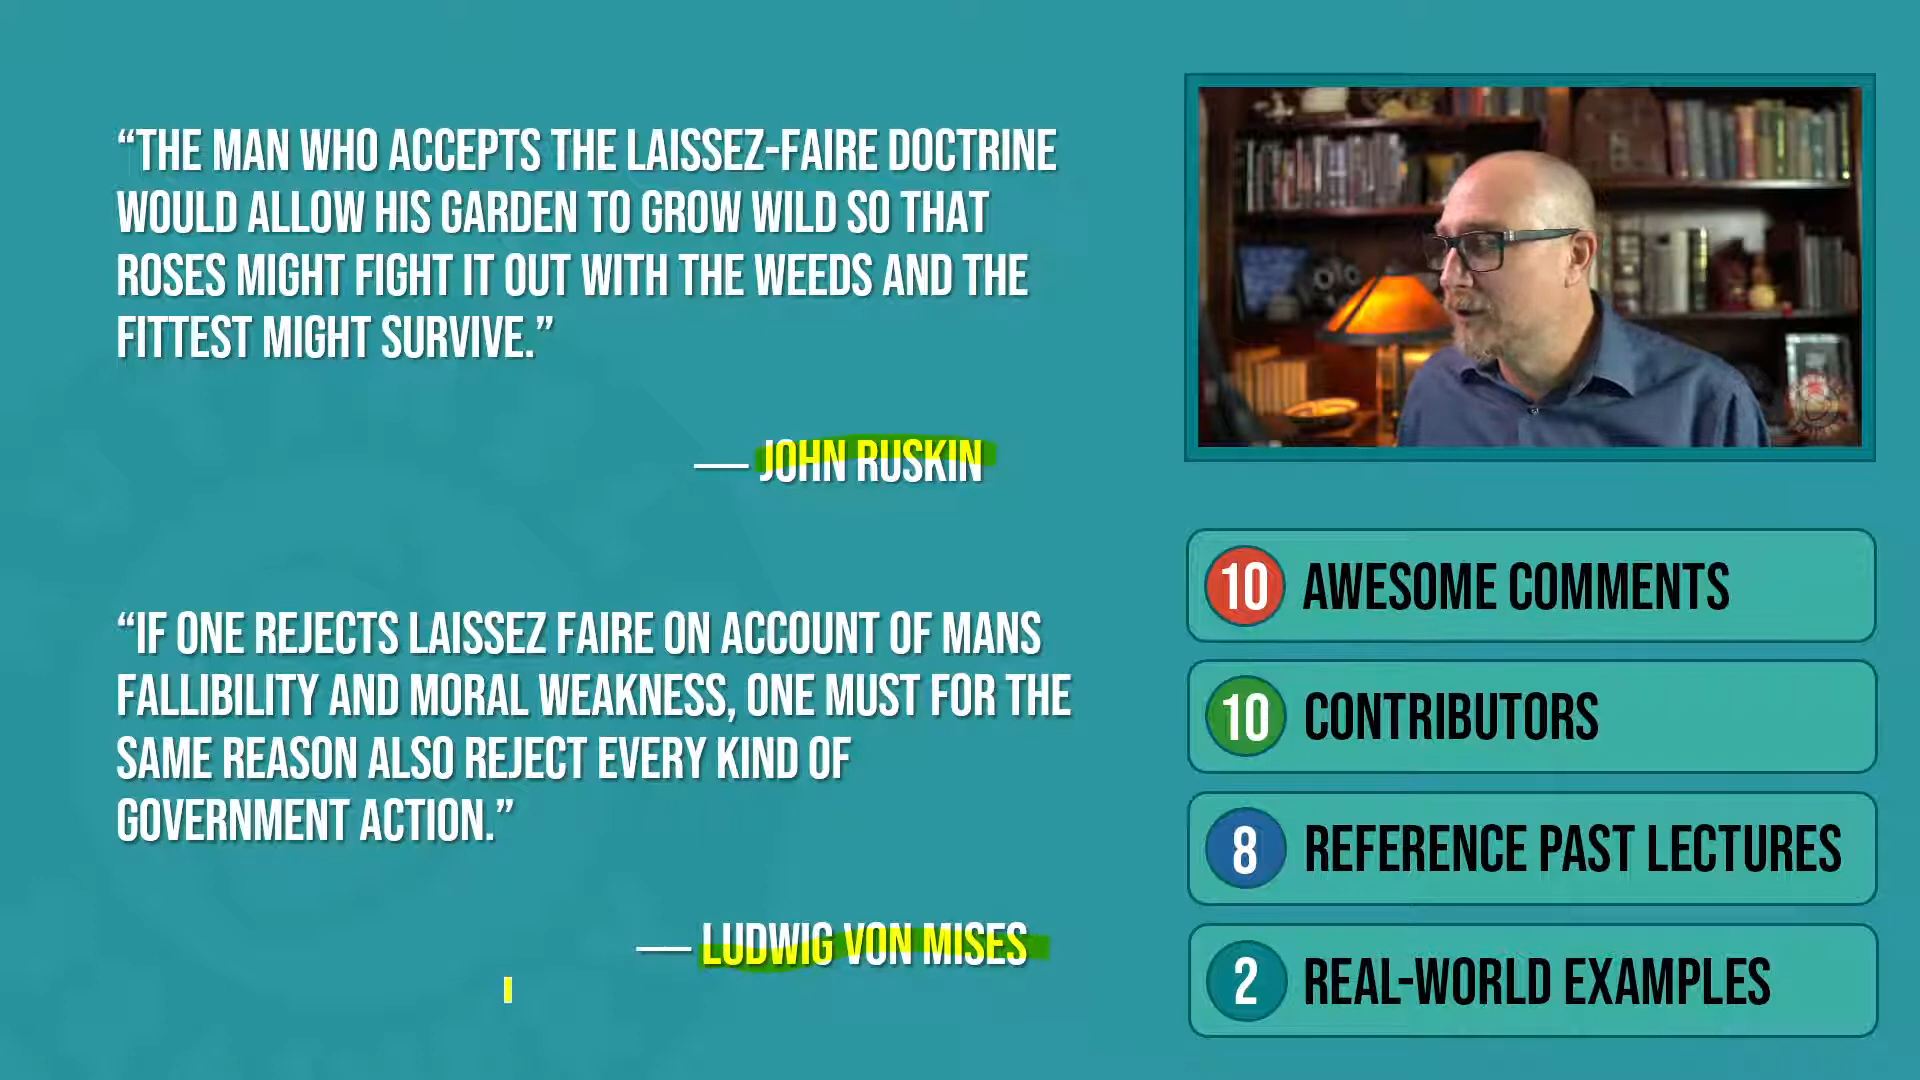 “THE MAN WHO ACCEPTS THE LAISSEZ-FAIRE DOCTRINE
WOULD ALLOW HIS GARDEN TO GROW WILD SO THAT
ROSES MIGHT FIGHT IT OUT WITH THE WEEDS AND THE
FITTEST MIGHT SURVIVE.”
— JOHN RUSKIN
“IF ONE REJECTS LAISSEZ FAIRE ON ACCOUNT OF MANS
FALLIBILITY AND MORAL WEAKNESS, ONE MUST FOR THE
SAME REASON ALSO REJECT EVERY KIND OF
GOVERNMENT ACTION.”
— LUDWIG VON MISES
10 AWESOME COMMENTS
10 CONTRIBUTORS
8 REFERENCE PAST LECTURES
2 REAL-WORLD EXAMPLES